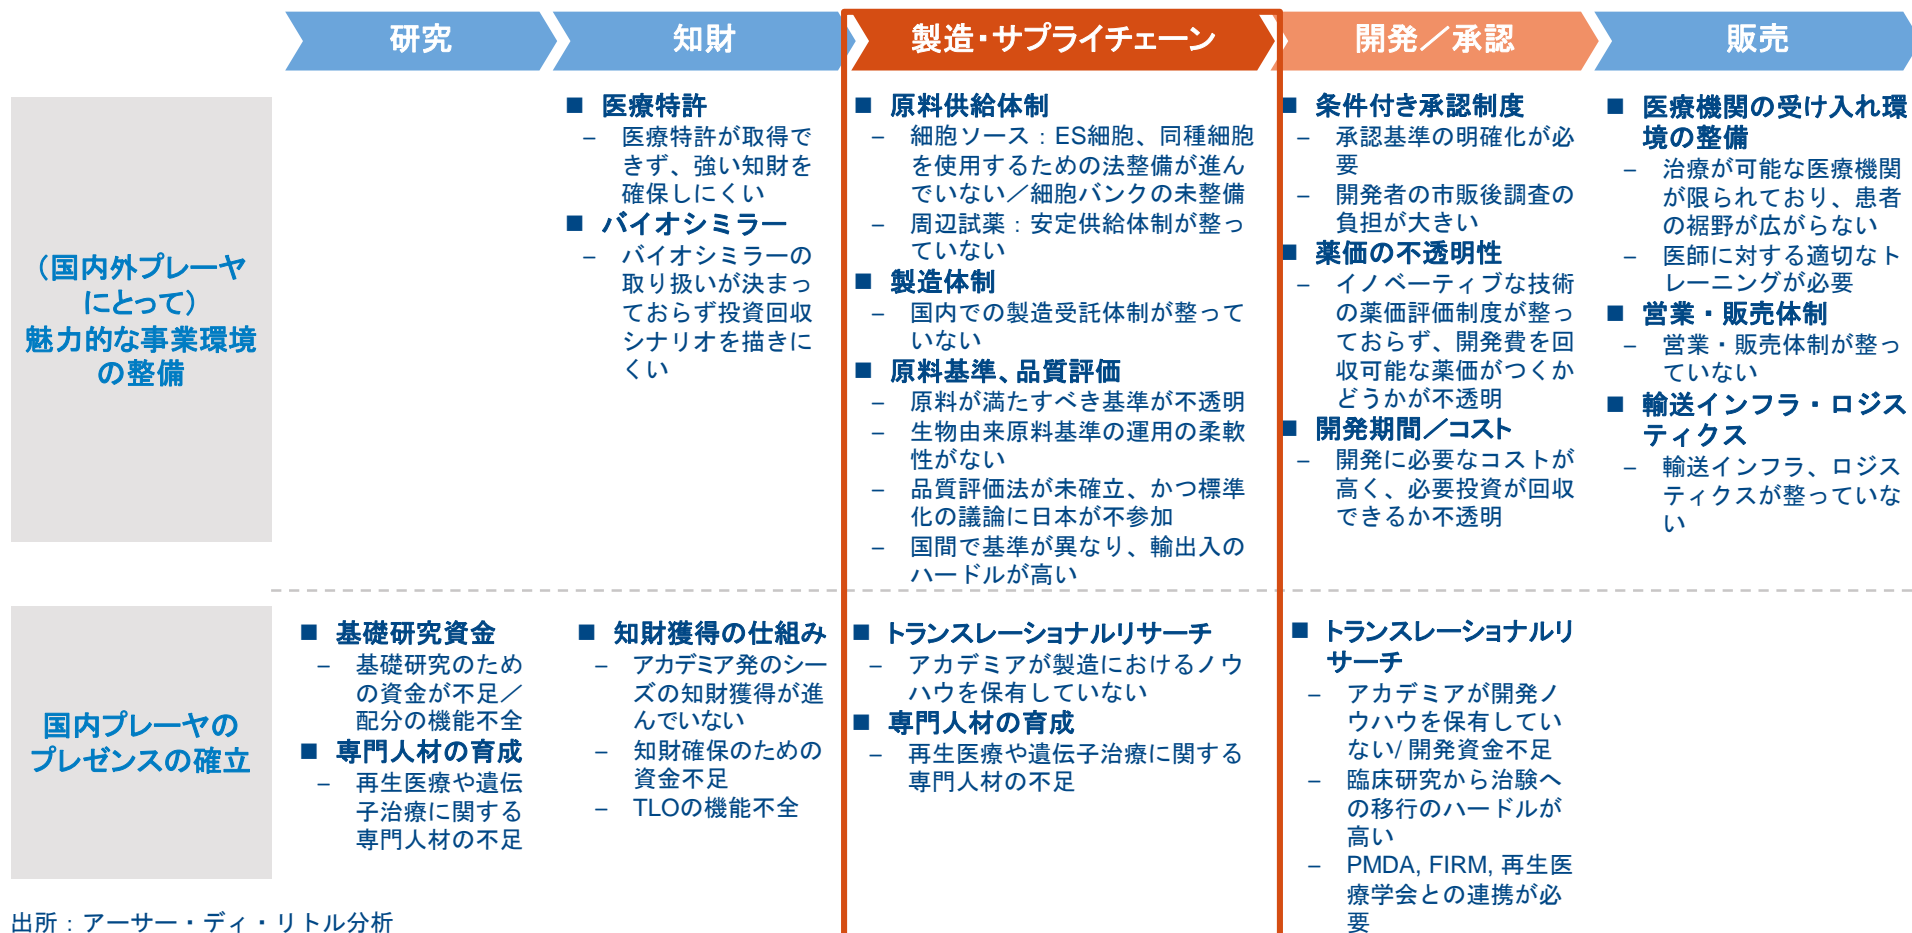 研究
知財
製造・サプライチェーン
開発／承認
販売
（国内外プレーヤ
にとって）
魅力的な事業環境
の整備
■ 医療特許
– 医療特許が取得で
きず、強い知財を
確保しにくい
■ バイオシミラー
– バイオシミラーの
取り扱いが決まっ
ておらず投資回収
シナリオを描きに
くい
■ 原料供給体制
– 細胞ソース：ES細胞、同種細胞
を使用するための法整備が進ん
でいない／細胞バンクの未整備
– 周辺試薬：安定供給体制が整っ
ていない
■ 製造体制
– 国内での製造受託体制が整って
いない
■ 原料基準、品質評価
– 原料が満たすべき基準が不透明
– 生物由来原料基準の運用の柔軟
性がない
– 品質評価法が未確立、かつ標準
化の議論に日本が不参加
– 国間で基準が異なり、輸出入の
ハードルが高い
■ 条件付き承認制度
– 承認基準の明確化が必
要
– 開発者の市販後調査の
負担が大きい
■ 薬価の不透明性
– イノベーティブな技術
の薬価評価制度が整っ
ておらず、開発費を回
収可能な薬価がつくか
どうかが不透明
■ 開発期間／コスト
– 開発に必要なコストが
高く、必要投資が回収
できるか不透明
■ 医療機関の受け入れ環
境の整備
– 治療が可能な医療機関
が限られており、患者
の裾野が広がらない
– 医師に対する適切なト
レーニングが必要
■ 営業・販売体制
– 営業・販売体制が整っ
ていない
■ 輸送インフラ・ロジス
ティクス
– 輸送インフラ、ロジス
ティクスが整っていな
い
国内プレーヤの
プレゼンスの確立
■ 基礎研究資金
– 基礎研究のため
の資金が不足／
配分の機能不全
■ 専門人材の育成
– 再生医療や遺伝
子治療に関する
専門人材の不足
■ 知財獲得の仕組み
– アカデミア発のシー
ズの知財獲得が進
んでいない
– 知財確保のための
資金不足
– TLOの機能不全
■ トランスレーショナルリサーチ
– アカデミアが製造におけるノウ
ハウを保有していない
■ 専門人材の育成
– 再生医療や遺伝子治療に関する
専門人材の不足
■ トランスレーショナルリ
サーチ
– アカデミアが開発ノ
ウハウを保有してい
ない/ 開発資金不足
– 臨床研究から治験へ
の移行のハードルが
高い
– PMDA, FIRM, 再生医
療学会との連携が必
要
出所：アーサー・ディ・リトル分析